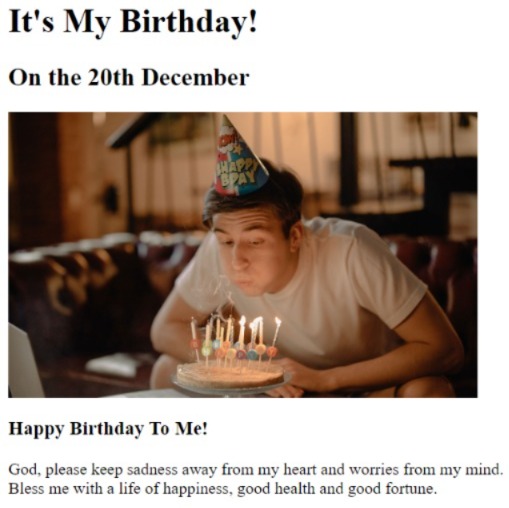 It's My Birthday!
On the 20th December
HAPPY
Happy Birthday To Me!
God, please keep sadness away from my heart and worries from my mind.
Bless me with a life of happiness, good health and good fortune.